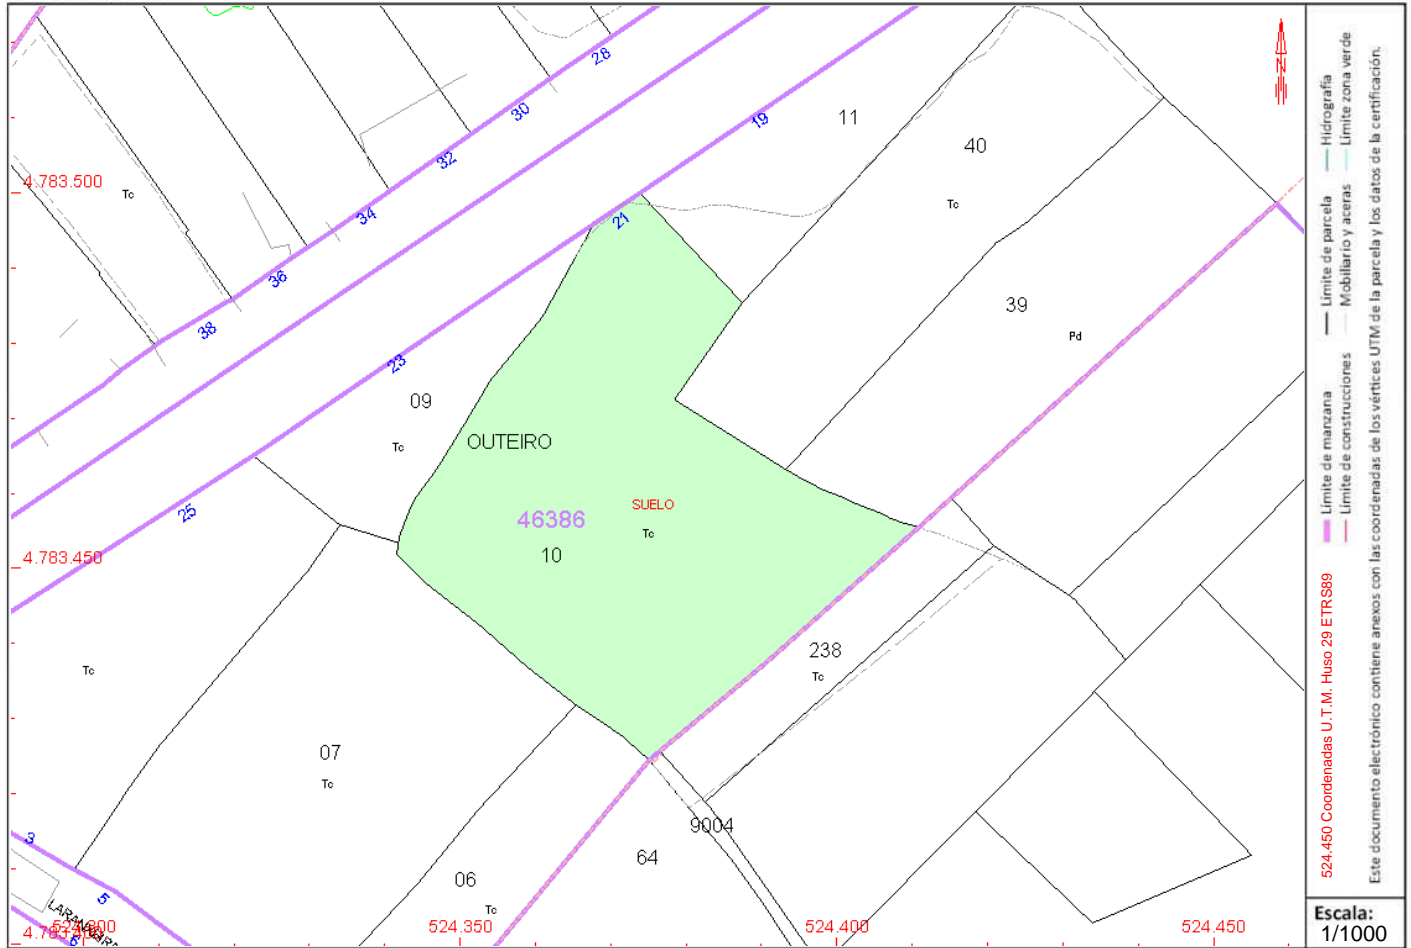 28
30
19
11
32
40
4.783.500
Tc
Tc
34
21
36
39
38
Pd
23
09
OUTEIRO
Tc
SUELO
25
46386
Tc
10
4.783.450
238
Tc
Tc
07
Tc
9004
3
64
06
5
Tc
524.350
524.400
524.450
6
N
Límite de manzana
Límite de parcela
Hidrografía
Límite de construcciones
Mobiliario y aceras
Límite zona verde
524.450 Coordenadas U.T.M. Huso 29 ETRS89
Este documento electrónico contiene anexos con las coordenadas de los vértices UTM de la parcela y los datos de la certificación.
Escala:
1/1000